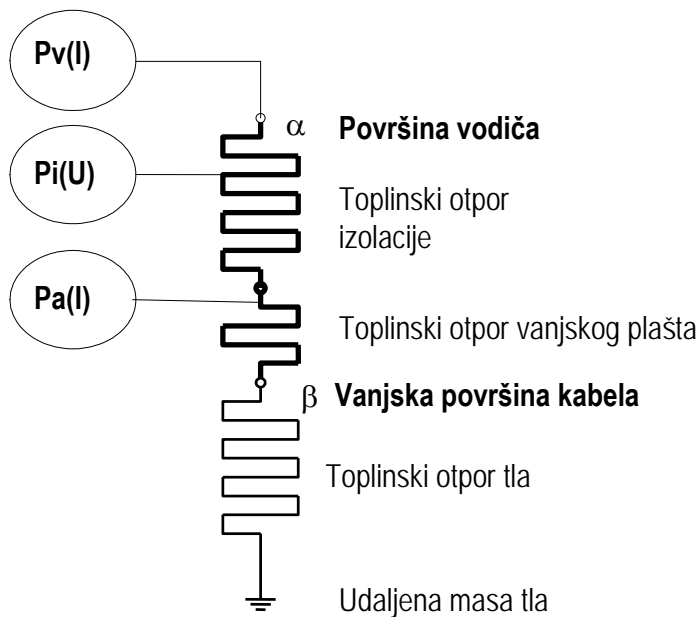 Pv(I)
α Površina vodiča
Pi(U)
Toplinski otpor
izolacije
Pa(I)
Toplinski otpor vanjskog plašta
β Vanjska površina kabela
Toplinski otpor tla
Udaljena masa tla